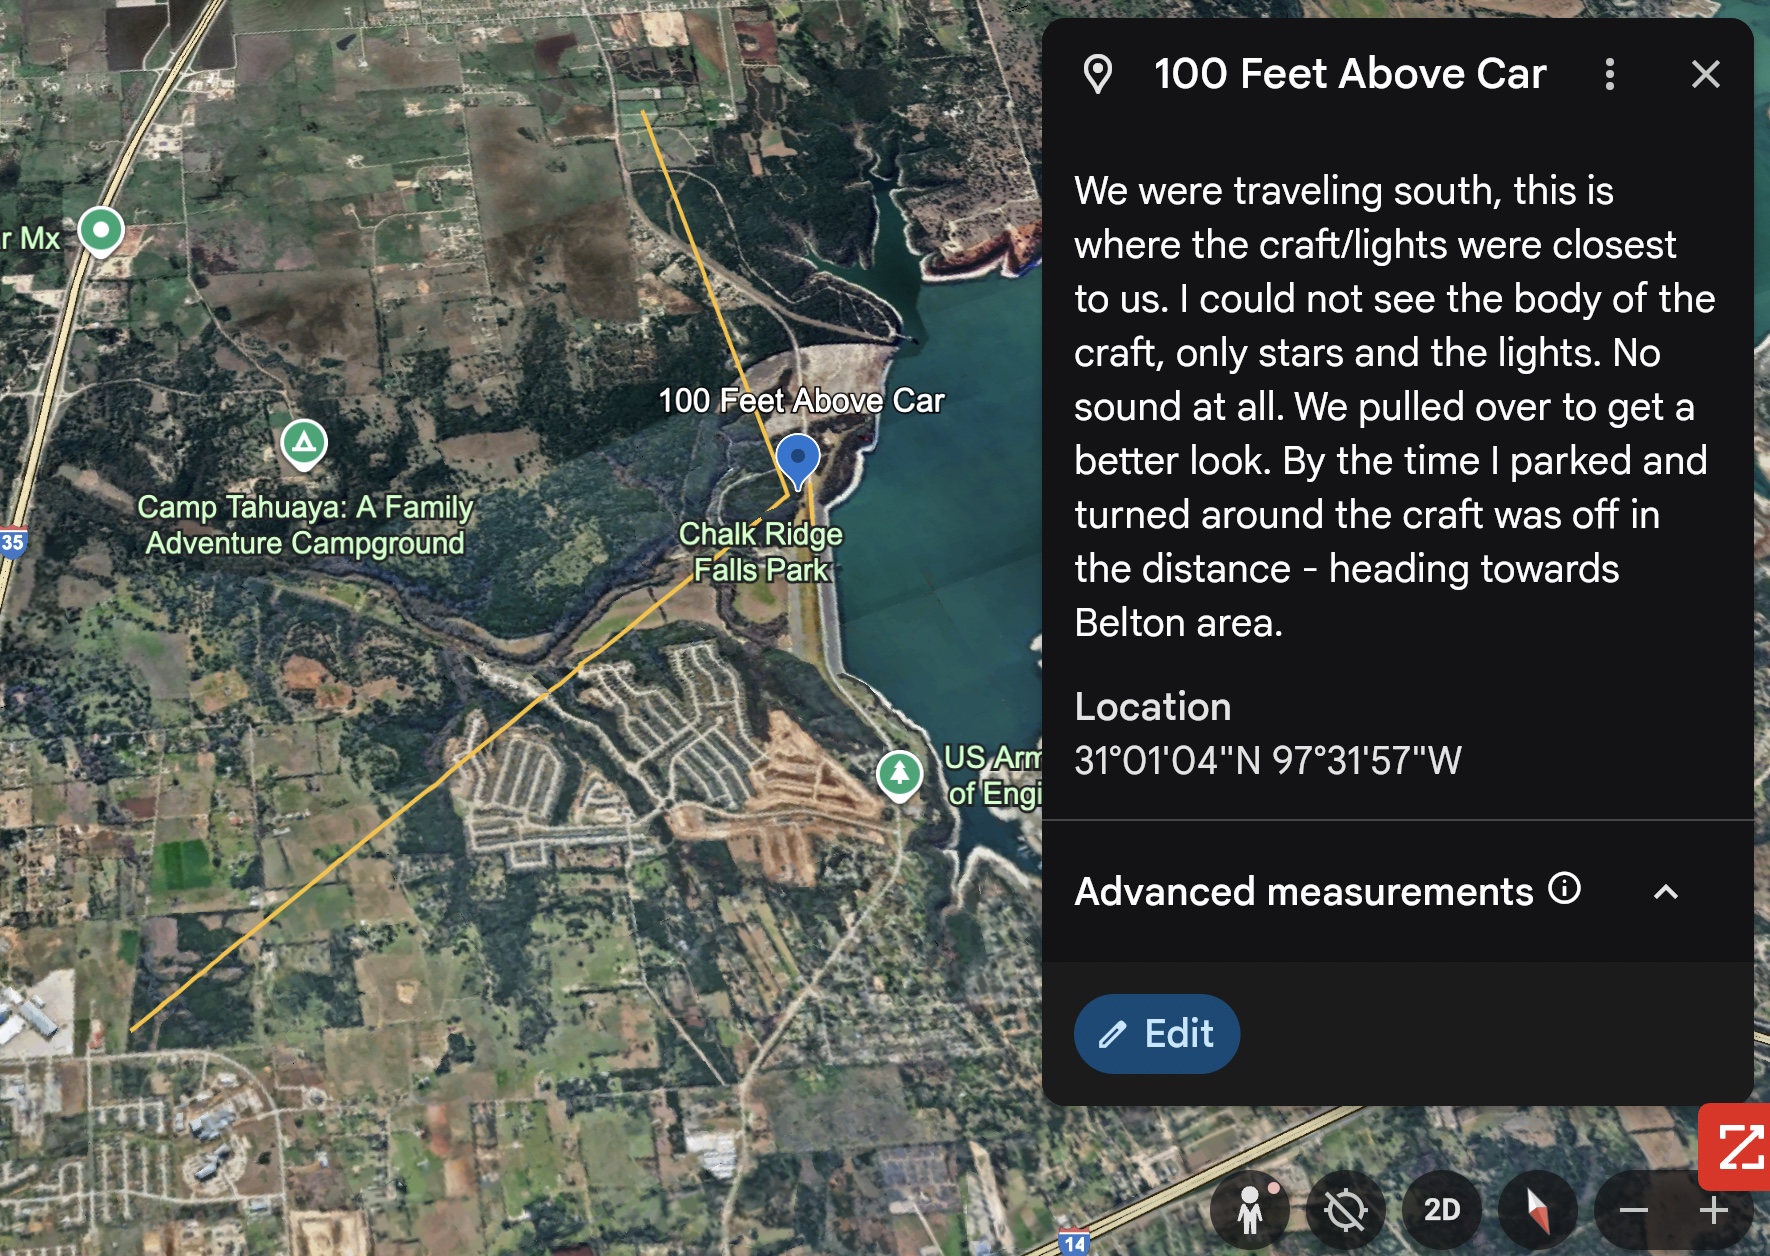 100 Feet Above Car
We were traveling south, this is
where the craft/lights were closest
to us. I could not see the body of the
craft, only stars and the lights. No
sound at all. We pulled over to get a
better look. By the time I parked and
turned around the craft was off in
the distance - heading towards
Belton area.
Location
31°01'04"N 97°31'57"W
Advanced measurements
Edit
r Mx
100 Feet Above Car
Camp Tahuaya: A Family
Adventure Campground
Chalk Ridge
Falls Park
35
US Arm
of Engi
14
2D